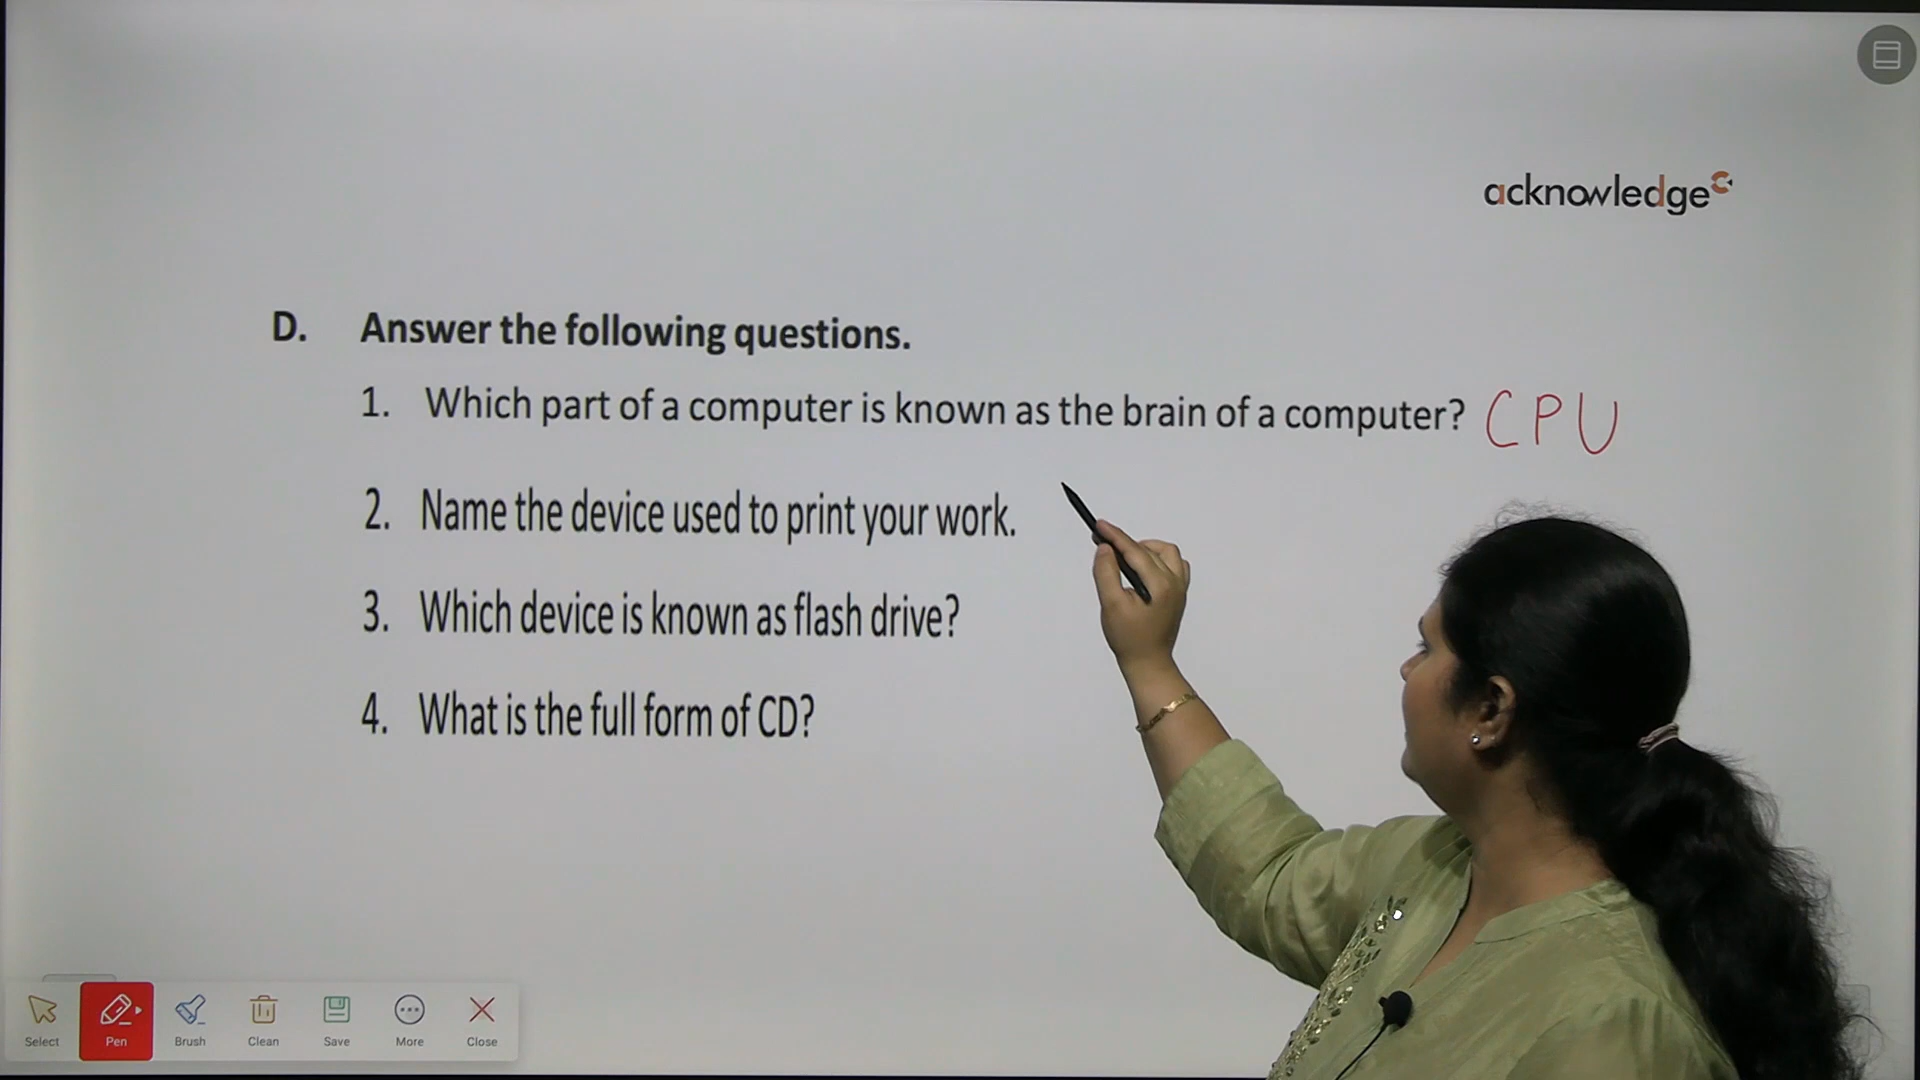 acknowledge
D. Answer the following questions.
1. Which part of a computer is known as the brain of a computer? CPU
2. Name the device used to print your work.
3. Which device is known as flash drive?
4. What is the full form of CD?
Select Pen Brush Clean Save More Close